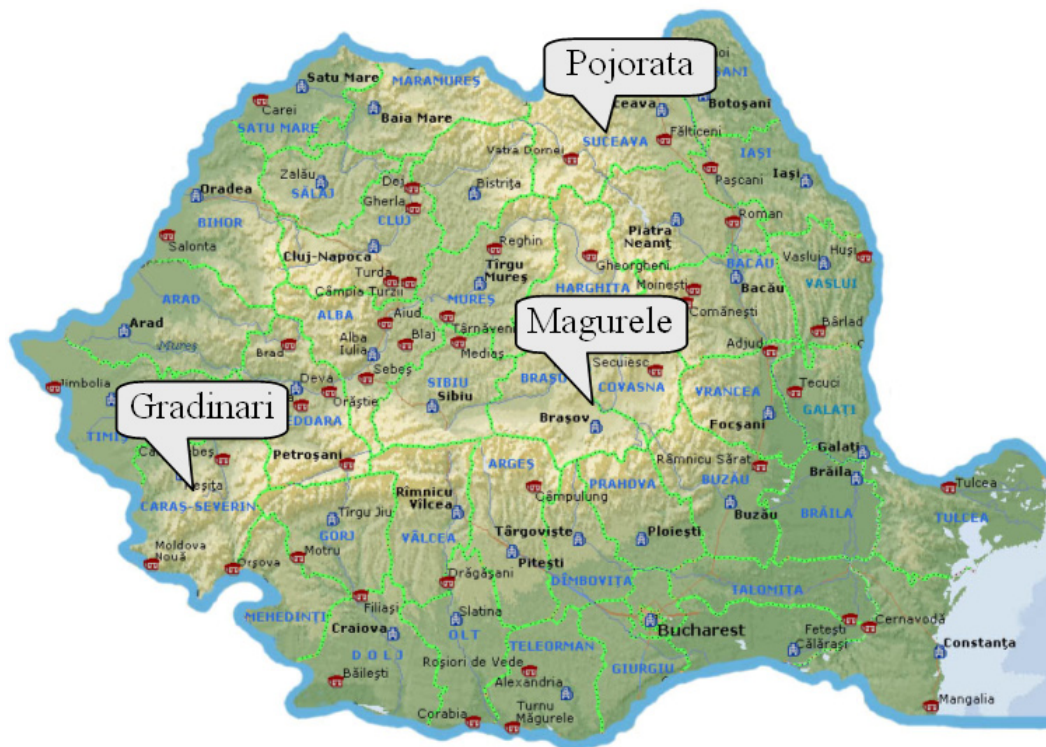 Pojorata
Satu Mare
MARAMUREŞ
Carei
Baia Mare
Botoşani
SATU MARE
Fălticeni
SUCEAVA
IAŞI
Vatra Dornei
Paşcani
Iaşi
Zalău
Dej
Bistriţa
Oradea
SĂLAJ
Gherla
CLUJ
Roman
BIHOR
Piatra
Neamţ
Salonta
Reghin
Cluj-Napoca
Gheorgheni
BACĂU
Vaslui
Huşi
Tîrgu
Mureş
Turda
Moineşti
Bacău
VASLUI
Câmpia Turzii
HARGHITA
ARAD
MUREŞ
Comăneşti
ALBA
Aiud
Magurele
Arad
Târnăveni
Bârlad
Mureş
Brad
Alba
Iulia
Blaj
Mediaş
Adjud
Secuiesc
Jimbolia
Deva
Sebeş
SIBIU
COVASNA
VRANCEA
Tecuci
Gradinari
Orăştie
Sibiu
Braşov
Focşani
GALAŢI
Petroşani
ARGEŞ
Galaţi
Râmnicu Sărat
Brăila
PRAHOVA
BUZĂU
Tulcea
CARAS-SEVERIN
Rîmnicu
Vilcea
Câmpulung
Tîrgu Jiu
Buzău
BRĂILA
TULCEA
GORJ
VÂLCEA
Târgovişte
Ploieşti
Moldova
Nouă
Motru
Piteşti
Orşova
Drăgăşani
DÎMBOVIŢA
IALOMIŢA
MEHEDINŢI
Filiaşi
Slatina
Craiova
OLT
TELEORMAN
Bucharest
Feteşti
Cernavodă
Călăraşi
Constanţa
DOLJ
Roşiori de Vede
GIURGIU
Băileşti
Alexandria
Corabia
Turnu
Măgurele
Mangalia